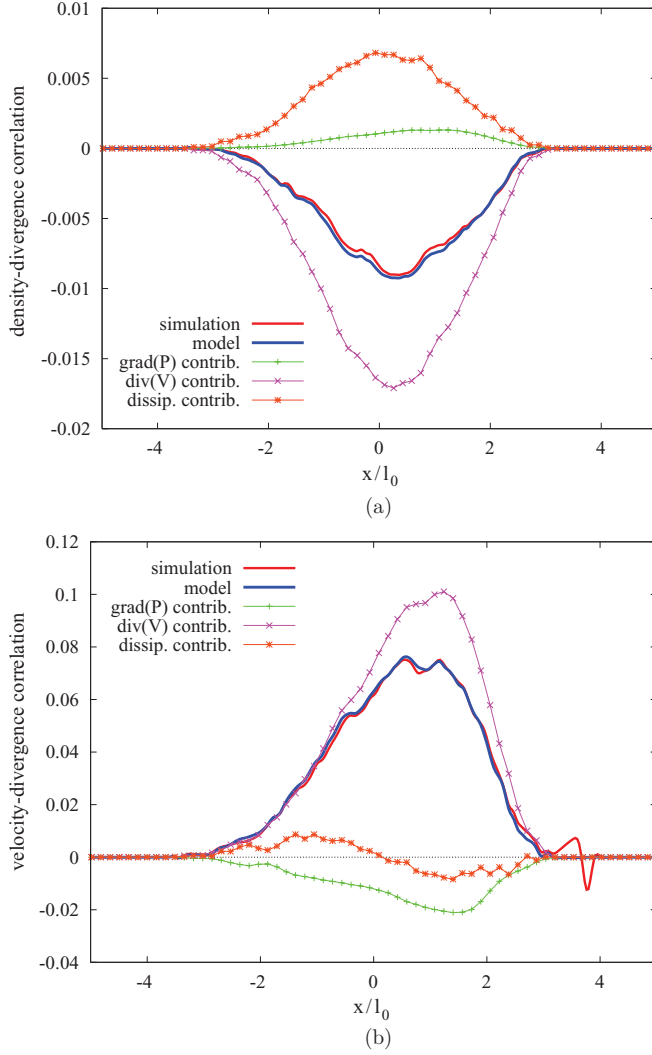 0.01
0.005
0
-0.005
-0.01
-0.015
-0.02
density-divergence correlation
simulation
model
grad(P) contrib.
div(V) contrib.
dissip. contrib.
-4 -2 0 2 4
x/l0
(a)
0.12
0.1
0.08
0.06
0.04
0.02
0
-0.02
-0.04
velocity-divergence correlation
simulation
model
grad(P) contrib.
div(V) contrib.
dissip. contrib.
-4 -2 0 2 4
x/l0
(b)